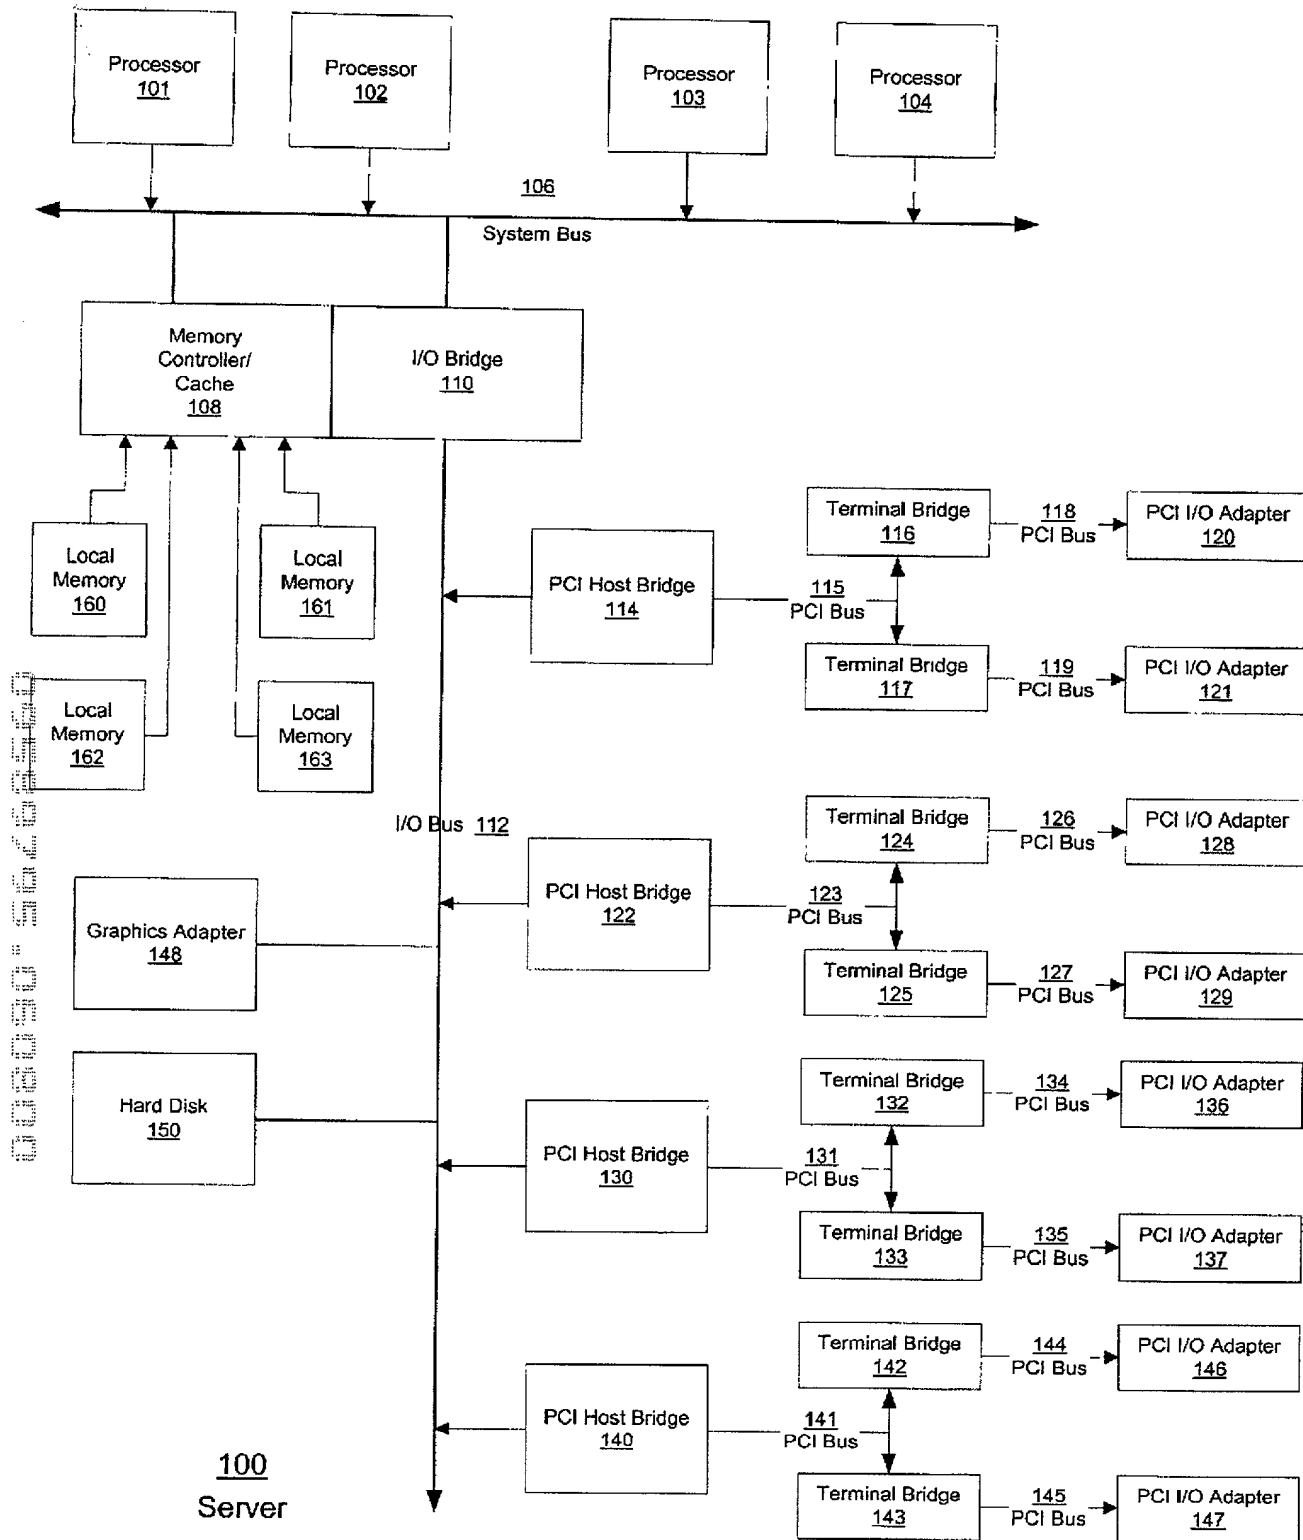 Processor
101
Processor
102
Processor
103
Processor
104
106
System Bus
Memory
Controller/
Cache
108
I/O Bridge
110
Local
Memory
160
Local
Memory
161
Local
Memory
162
Local
Memory
163
I/O Bus 112
Graphics Adapter
148
Hard Disk
150
PCI Host Bridge
114
115
PCI Bus
Terminal Bridge
116
118
PCI Bus
PCI I/O Adapter
120
Terminal Bridge
117
119
PCI Bus
PCI I/O Adapter
121
PCI Host Bridge
122
123
PCI Bus
Terminal Bridge
124
126
PCI Bus
PCI I/O Adapter
128
Terminal Bridge
125
127
PCI Bus
PCI I/O Adapter
129
PCI Host Bridge
130
131
PCI Bus
Terminal Bridge
132
134
PCI Bus
PCI I/O Adapter
136
Terminal Bridge
133
135
PCI Bus
PCI I/O Adapter
137
PCI Host Bridge
140
141
PCI Bus
Terminal Bridge
142
144
PCI Bus
PCI I/O Adapter
146
Terminal Bridge
143
145
PCI Bus
PCI I/O Adapter
147
100
Server